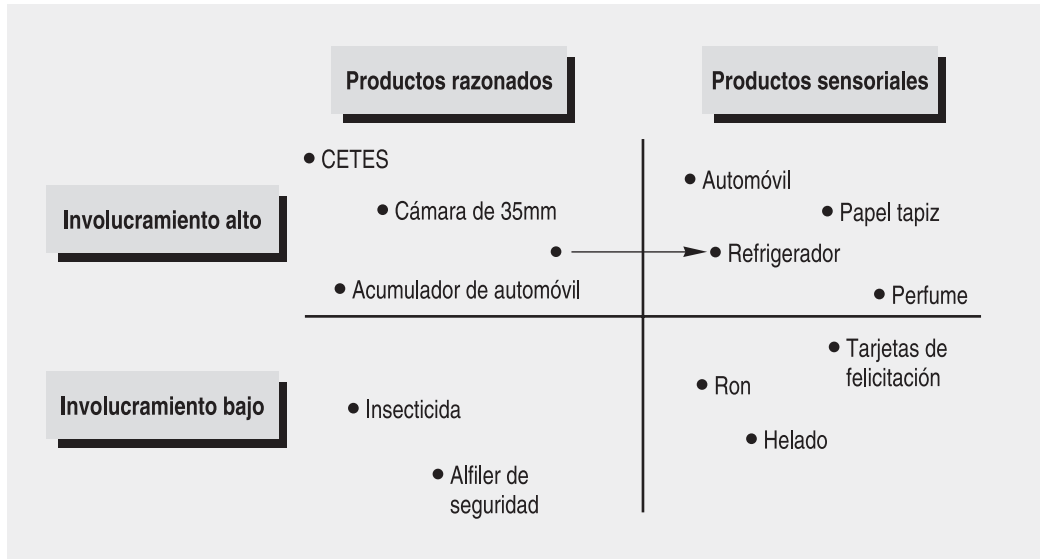 Productos razonados
Productos sensoriales
Involucramiento alto
CETES
Cámara de 35mm
Acumulador de automóvil
Automóvil
Papel tapiz
Refrigerador
Perfume
Involucramiento bajo
Insecticida
Alfiler de
seguridad
Tarjetas de
felicitación
Ron
Helado